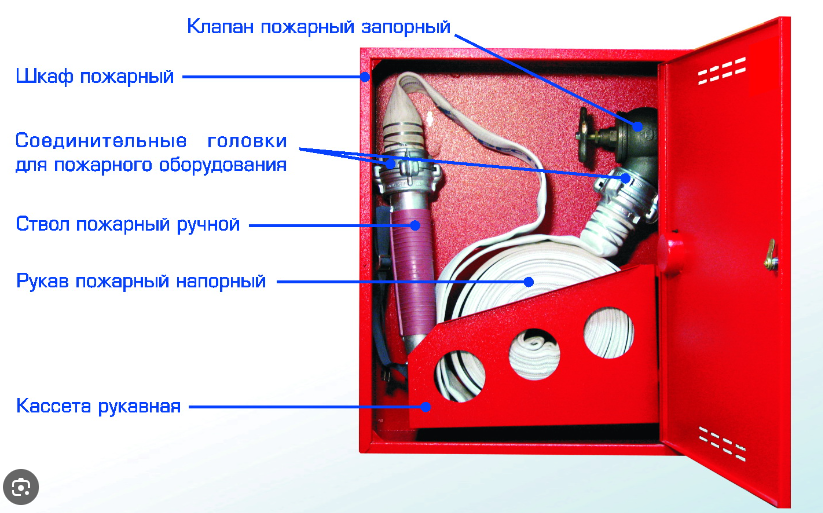 Клапан пожарный запорный
Шкаф пожарный
Соединительные головки
для пожарного оборудования
Ствол пожарный ручной
Рукав пожарный напорный
Кассета рукавная